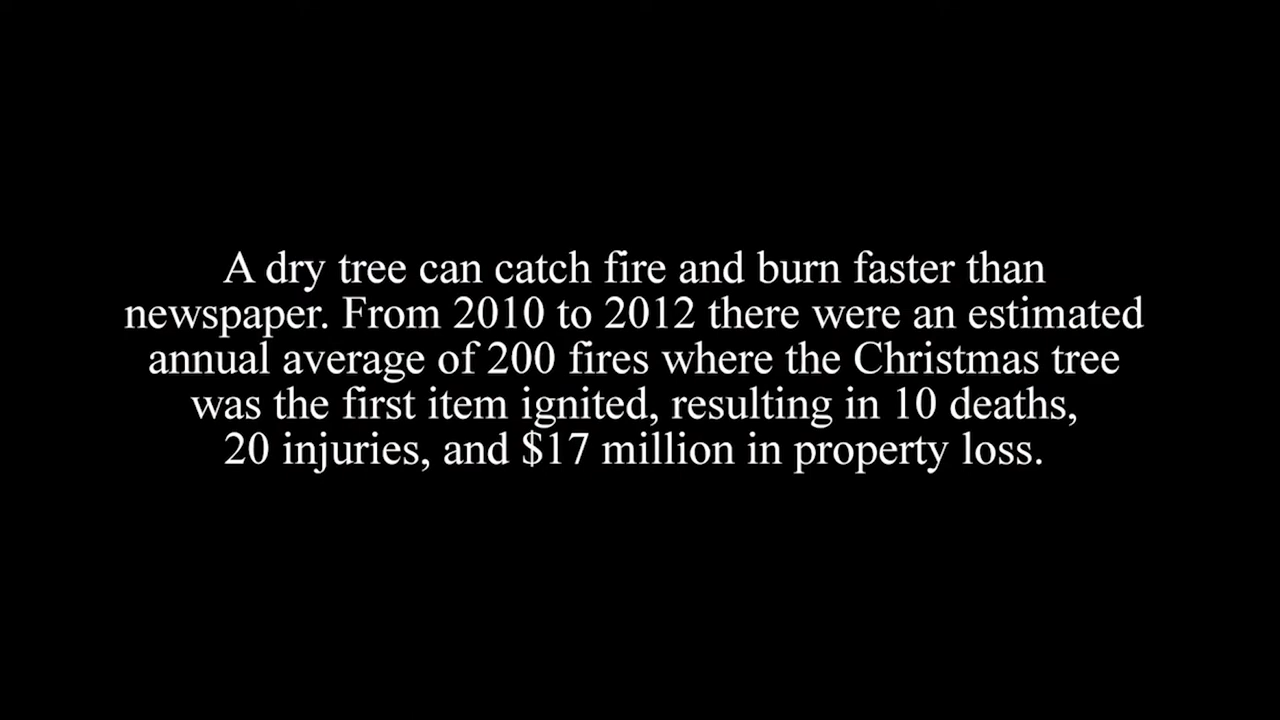 A dry tree can catch fire and burn faster than
newspaper. From 2010 to 2012 there were an estimated
annual average of 200 fires where the Christmas tree
was the first item ignited, resulting in 10 deaths,
20 injuries, and $17 million in property loss.